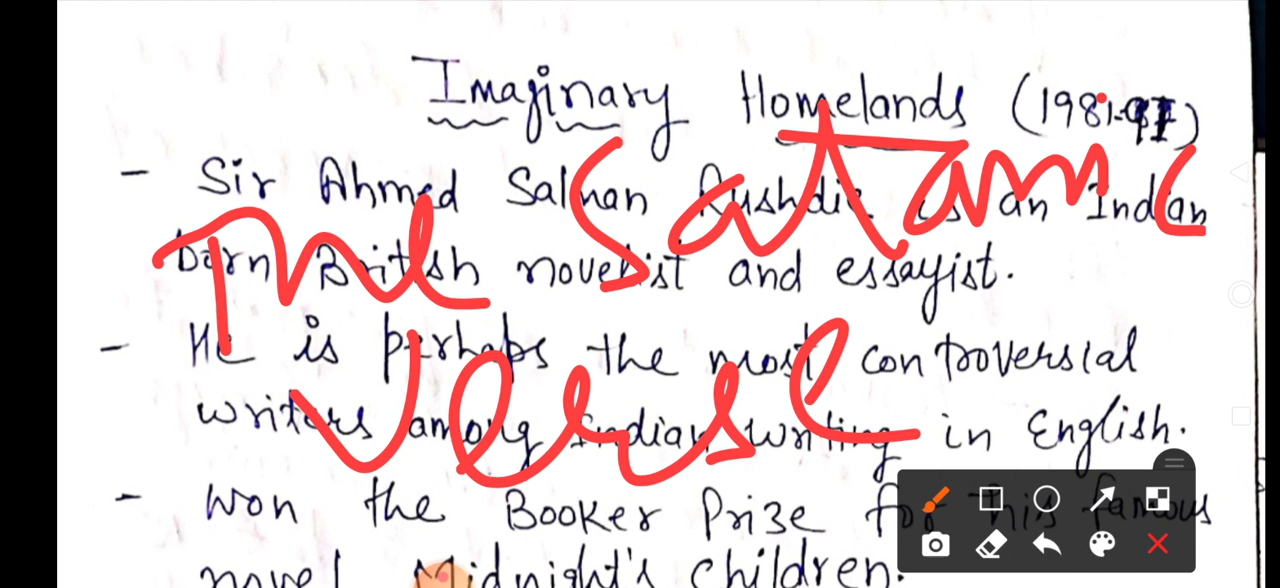 Imaginary Homelands (1981-91)
- Sir Ahmed Salman Rushdie is an Indian
born British novelist and essayist.
- He is perhaps the most controversial
writers among Indian writing in English.
- Won the Booker Prize for his famous
novel Midnight's children.
The Satanic
Verse